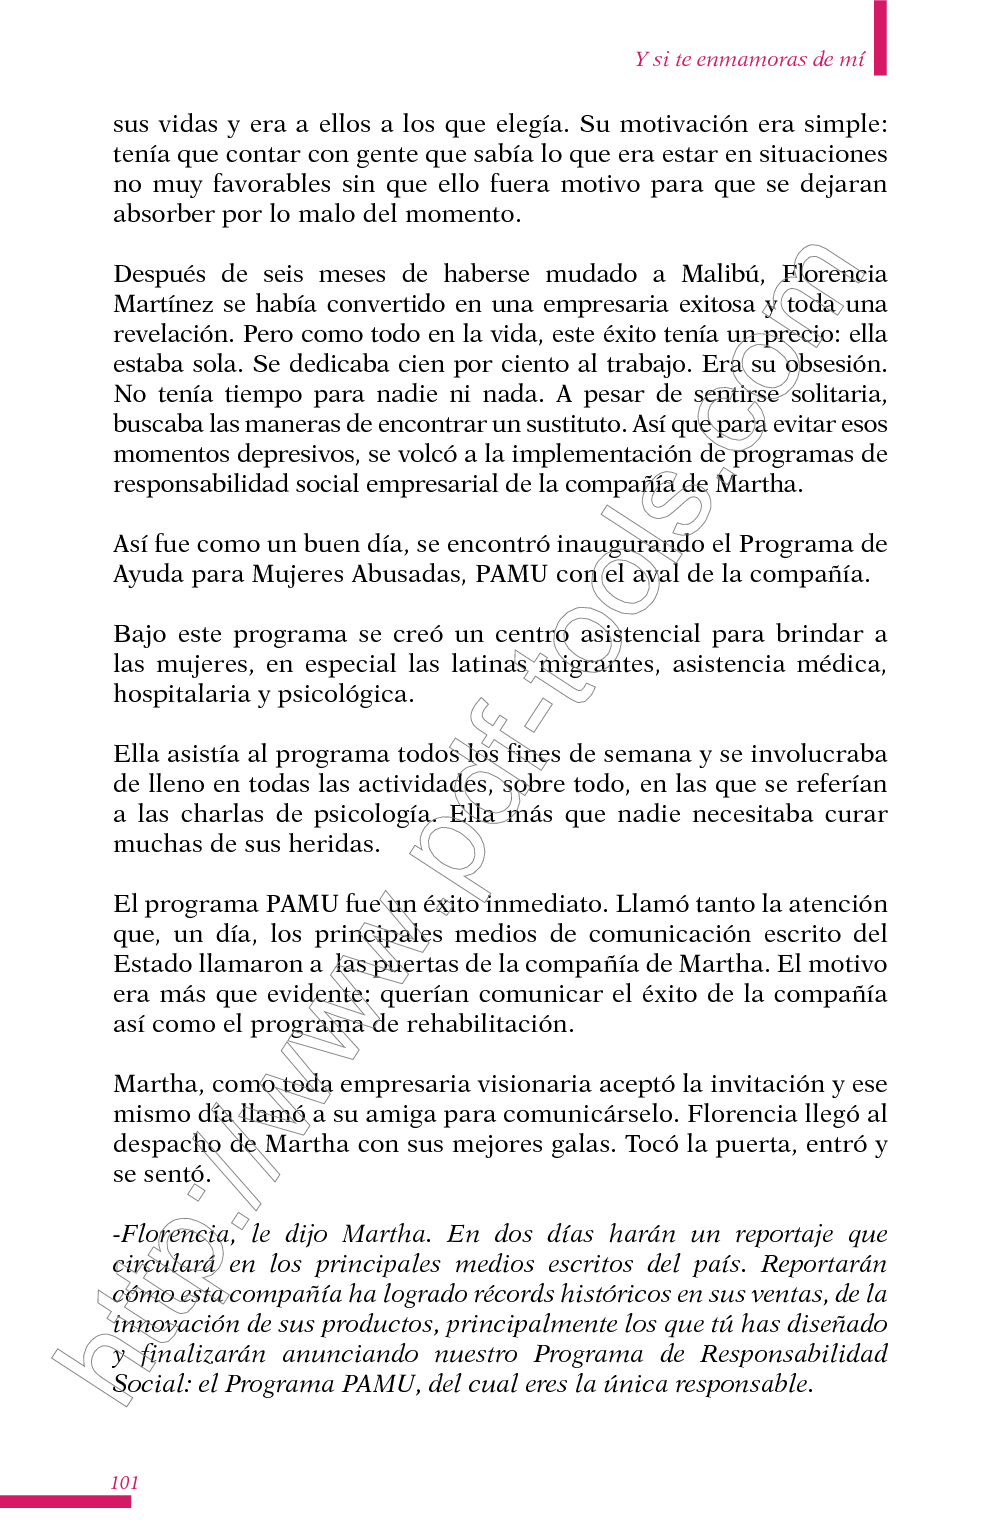 Y si te enmamoras de mí
sus vidas y era a ellos a los que elegía. Su motivación era simple:
tenía que contar con gente que sabía lo que era estar en situaciones
no muy favorables sin que ello fuera motivo para que se dejaran
absorber por lo malo del momento.
Después de seis meses de haberse mudado a Malibú, Florencia
Martínez se había convertido en una empresaria exitosa y toda una
revelación. Pero como todo en la vida, este éxito tenía un precio: ella
estaba sola. Se dedicaba cien por ciento al trabajo. Era su obsesión.
No tenía tiempo para nadie ni nada. A pesar de sentirse solitaria,
buscaba las maneras de encontrar un sustituto. Así que para evitar esos
momentos depresivos, se volcó a la implementación de programas de
responsabilidad social empresarial de la compañía de Martha.
Así fue como un buen día, se encontró inaugurando el Programa de
Ayuda para Mujeres Abusadas, PAMU con el aval de la compañía.
Bajo este programa se creó un centro asistencial para brindar a
las mujeres, en especial las latinas migrantes, asistencia médica,
hospitalaria y psicológica.
Ella asistía al programa todos los fines de semana y se involucraba
de lleno en todas las actividades, sobre todo, en las que se referían
a las charlas de psicología. Ella más que nadie necesitaba curar
muchas de sus heridas.
El programa PAMU fue un éxito inmediato. Llamó tanto la atención
que, un día, los principales medios de comunicación escrito del
Estado llamaron a las puertas de la compañía de Martha. El motivo
era más que evidente: querían comunicar el éxito de la compañía
así como el programa de rehabilitación.
Martha, como toda empresaria visionaria aceptó la invitación y ese
mismo día llamó a su amiga para comunicárselo. Florencia llegó al
despacho de Martha con sus mejores galas. Tocó la puerta, entró y
se sentó.
-Florencia, le dijo Martha. En dos días harán un reportaje que
circulará en los principales medios escritos del país. Reportarán
cómo esta compañía ha logrado récords históricos en sus ventas, de la
innovación de sus productos, principalmente los que tú has diseñado
y finalizarán anunciando nuestro Programa de Responsabilidad
Social: el Programa PAMU, del cual eres la única responsable.
101
http://www.pdf-tools.com